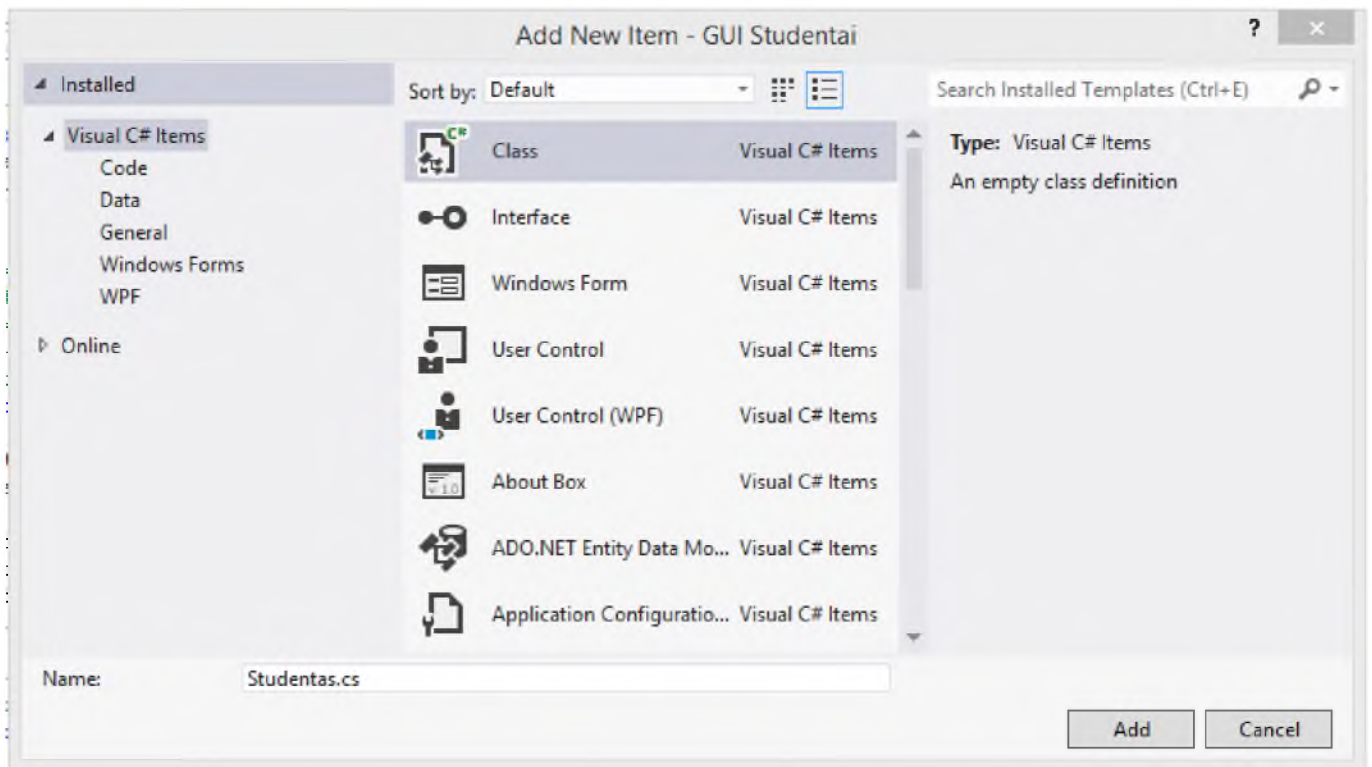 Add New Item - GUI Studentai
?
Installed
Visual C# Items
Code
Data
General
Windows Forms
WPF
Online
Sort by: Default
C# Class Visual C# Items
Interface Visual C# Items
Windows Form Visual C# Items
User Control Visual C# Items
User Control (WPF) Visual C# Items
v 1.0 About Box Visual C# Items
ADO.NET Entity Data Mo... Visual C# Items
Application Configuratio... Visual C# Items
Search Installed Templates (Ctrl+E)
Type: Visual C# Items
An empty class definition
Name: Studentas.cs
Add Cancel